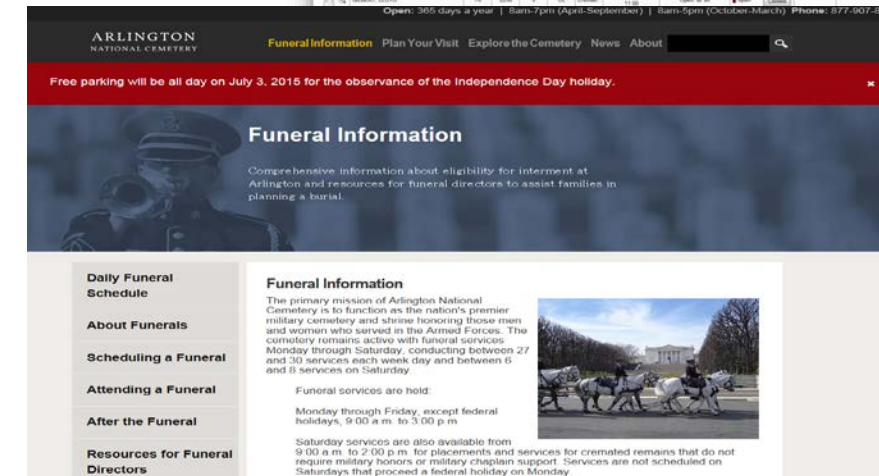 Open: 365 days a year | 8am-7pm (April-September) | 8am-5pm (October-March) Phone: 877-907-8
ARLINGTON
NATIONAL CEMETERY
Funeral Information Plan Your Visit Explore the Cemetery News About
Free parking will be all day on July 3, 2015 for the observance of the Independence Day holiday.
Funeral Information
Comprehensive information about eligibility for interment at
Arlington and resources for funeral directors to assist families in
planning a burial.
Daily Funeral
Schedule
About Funerals
Scheduling a Funeral
Attending a Funeral
After the Funeral
Resources for Funeral
Directors
Funeral Information
The primary mission of Arlington National
Cemetery is to function as the nation's premier
military cemetery and shrine honoring those men
and women who served in the Armed Forces. The
cemetery remains active with funeral services
Monday through Saturday, conducting between 27
and 30 services each week day and between 6
and 8 services on Saturday.
Funeral services are held:
Monday through Friday, except federal
holidays, 9:00 a.m. to 3:00 p.m
Saturday services are also available from
9:00 a.m. to 2:00 p.m. for placements and services for cremated remains that do not
require military honors or military chaplain support. Services are not scheduled on
Saturdays that proceed a federal holiday on Monday